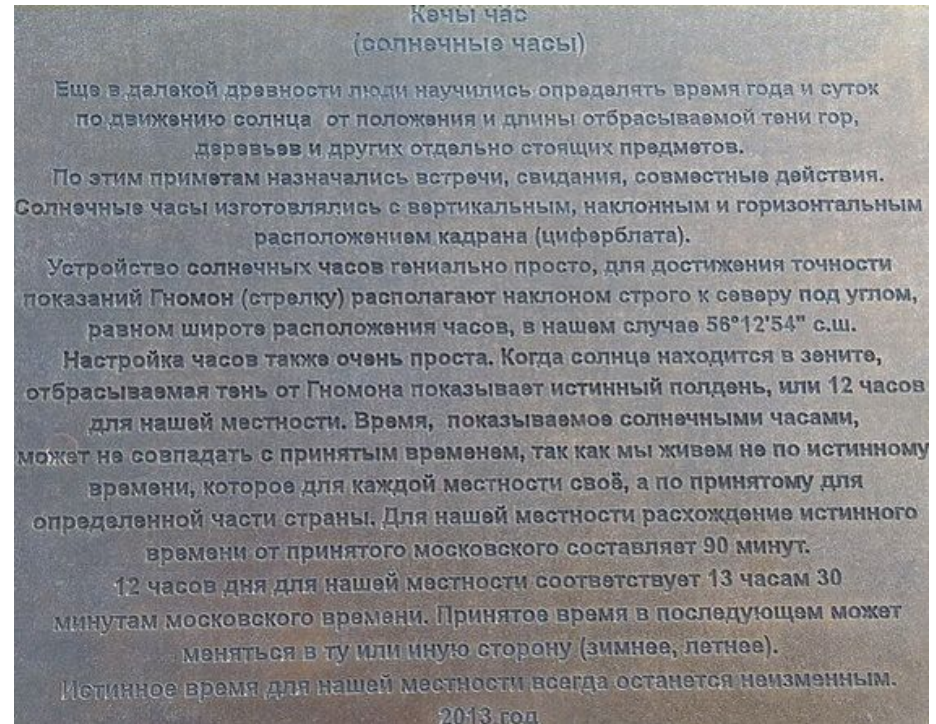 Кечы час
(солнечные часы)
Еще в далекой древности люди научились определять время года и суток
по движению солнца от положения и длины отбрасываемой тени гор,
деревьев и других отдельно стоящих предметов.
По этим приметам назначались встречи, свидания, совместные действия.
Солнечные часы изготовлялись с вертикальным, наклонным и горизонтальным
расположением кадрана (циферблата).
Устройство солнечных часов гениально просто, для достижения точности
показаний Гномон (стрелку) располагают наклоном строго к северу под углом,
равном широте расположения часов, в нашем случае 56°12'54" с.ш.
Настройка часов также очень проста. Когда солнце находится в зените,
отбрасываемая тень от Гномона показывает истинный полдень, или 12 часов
для нашей местности. Время, показываемое солнечными часами,
может не совпадать с принятым временем, так как мы живем не по истинному
времени, которое для каждой местности своё, а по принятому для
определенной части страны. Для нашей местности расхождение истинного
времени от принятого московского составляет 90 минут.
12 часов дня для нашей местности соответствует 13 часам 30
минутам московского времени. Принятое время в последующем может
меняться в ту или иную сторону (зимнее, летнее).
Истинное время для нашей местности всегда останется неизменным.
2013 год